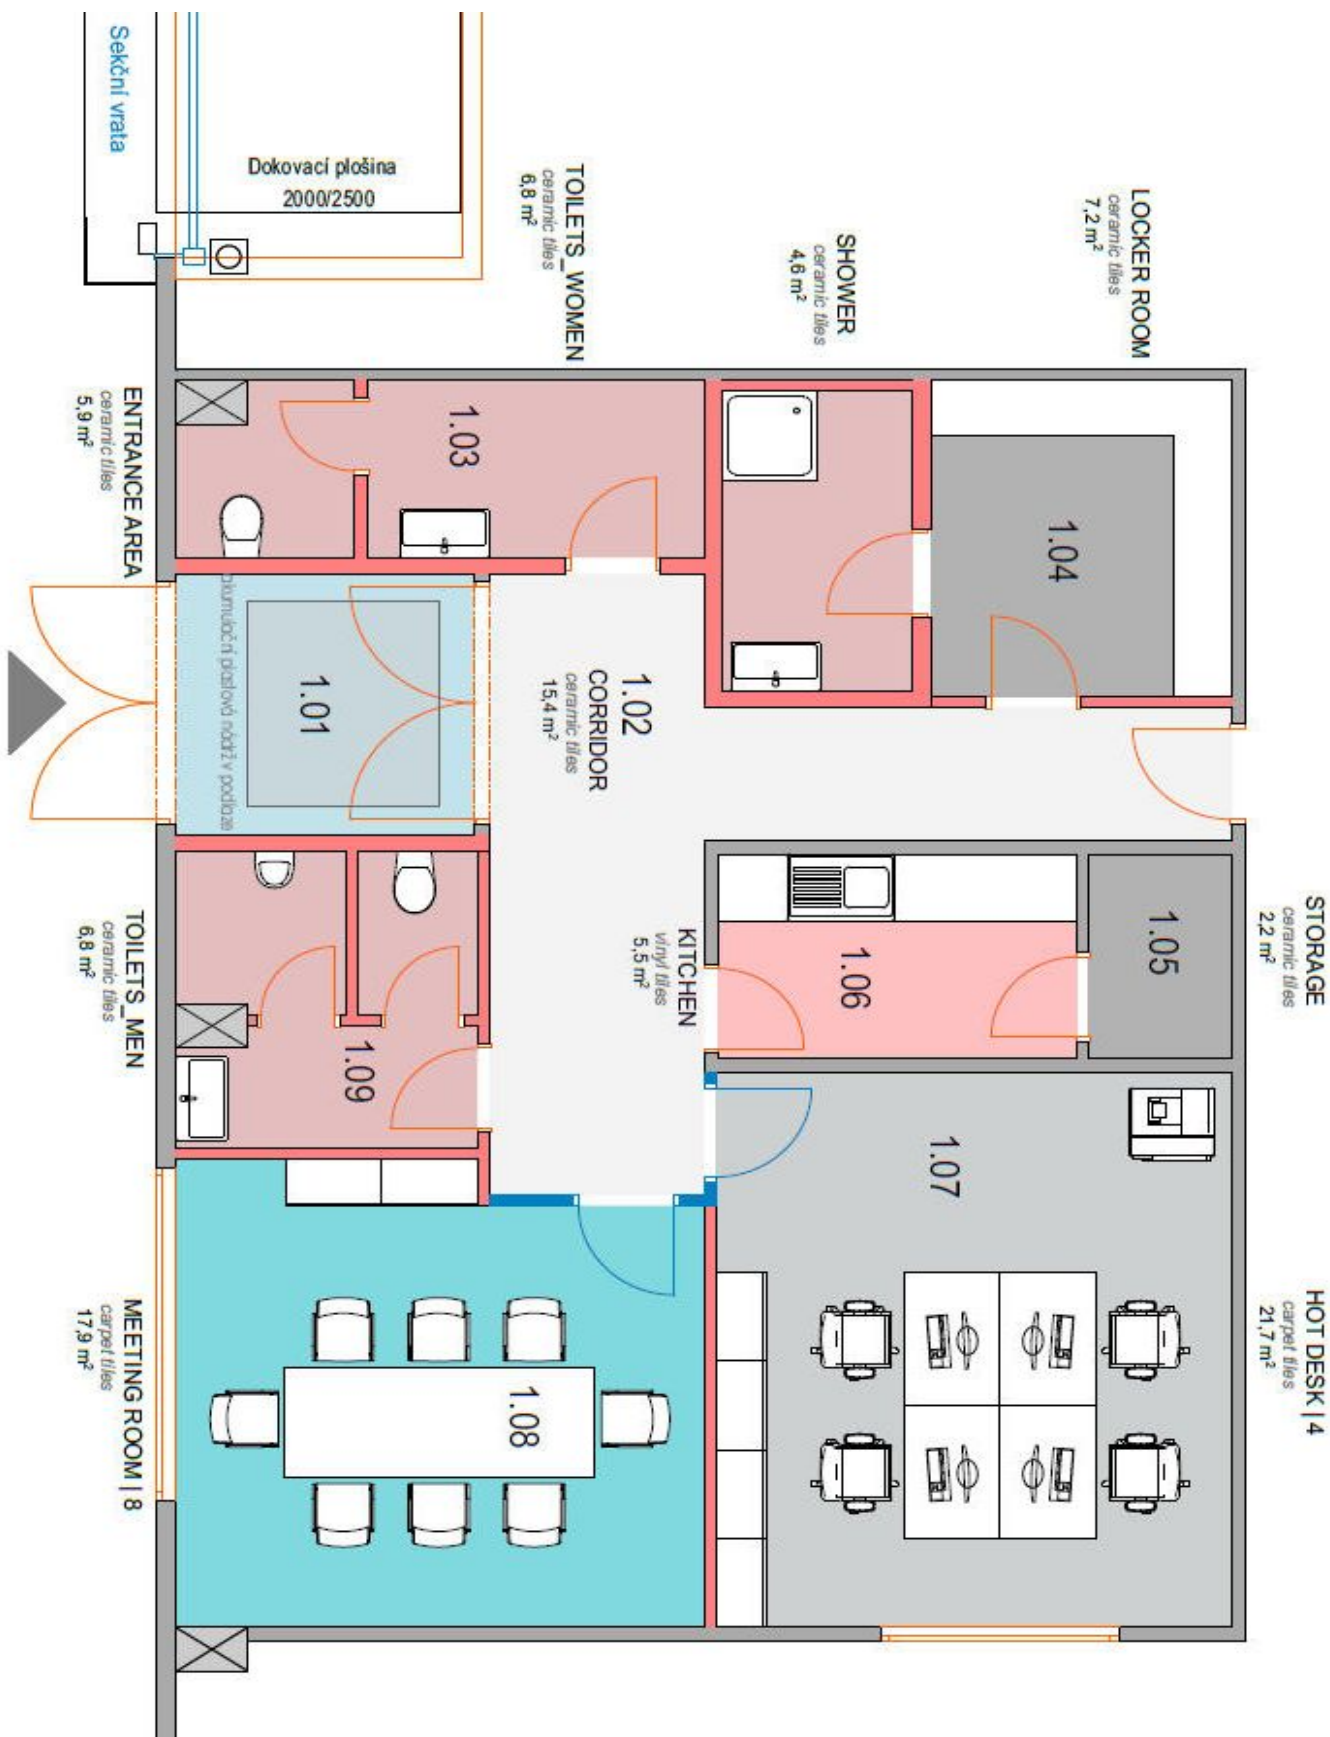 STORAGE
ceramic tiles
2,2 m²
HOT DESK | 4
carpet tiles
21,7 m²
LOCKER ROOM
ceramic tiles
7,2 m²
1.04
1.05
1.07
SHOWER
ceramic tiles
4,6 m²
1.06
KITCHEN
vinyl tiles
5,5 m²
1.02
CORRIDOR
ceramic tiles
15,4 m²
TOILETS_WOMEN
ceramic tiles
6,8 m²
1.03
1.08
1.09
1.01
akumulační plastová nádrž v podlaze
Dokovací plošina
2000/2500
Sekční vrata
ENTRANCE AREA
ceramic tiles
5,9 m²
TOILETS_MEN
ceramic tiles
6,8 m²
MEETING ROOM | 8
carpet tiles
17,9 m²